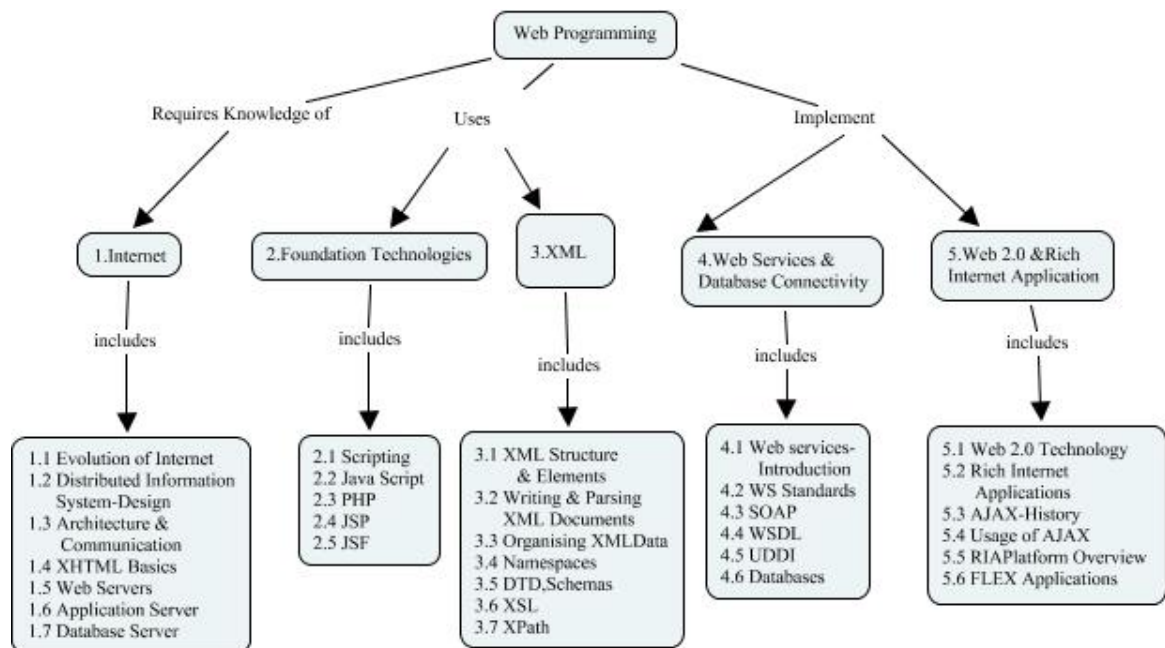 Web Programming
Requires Knowledge of
Uses
Implement
1.Internet
2.Foundation Technologies
3.XML
4.Web Services &
Database Connectivity
5.Web 2.0 &Rich
Internet Application
includes
includes
includes
includes
includes
1.1 Evolution of Internet
1.2 Distributed Information
System-Design
1.3 Architecture &
Communication
1.4 XHTML Basics
1.5 Web Servers
1.6 Application Server
1.7 Database Server
2.1 Scripting
2.2 Java Script
2.3 PHP
2.4 JSP
2.5 JSF
3.1 XML Structure
& Elements
3.2 Writing & Parsing
XML Documents
3.3 Organising XMLData
3.4 Namespaces
3.5 DTD,Schemas
3.6 XSL
3.7 XPath
4.1 Web services-
Introduction
4.2 WS Standards
4.3 SOAP
4.4 WSDL
4.5 UDDI
4.6 Databases
5.1 Web 2.0 Technology
5.2 Rich Internet
Applications
5.3 AJAX-History
5.4 Usage of AJAX
5.5 RIAPlatform Overview
5.6 FLEX Applications